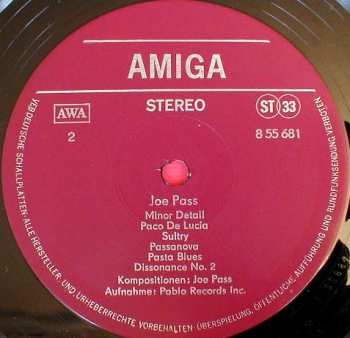 AMIGA
AWA
STEREO
ST 33
2
8 55 681
Joe Pass
Minor Detail
Paco De Lucia
Sultry
Passanova
Pasta Blues
Dissonance No. 2
Kompositionen: Joe Pass
Aufnahme: Pablo Records Inc.
VEB DEUTSCHE SCHALLPLATTEN · ALLE HERSTELLER- UND URHEBERRECHTE VORBEHALTEN · ÜBERSPIELUNG, ÖFFENTLICHE AUFFÜHRUNG UND RUNDFUNKSENDUNG VERBOTEN